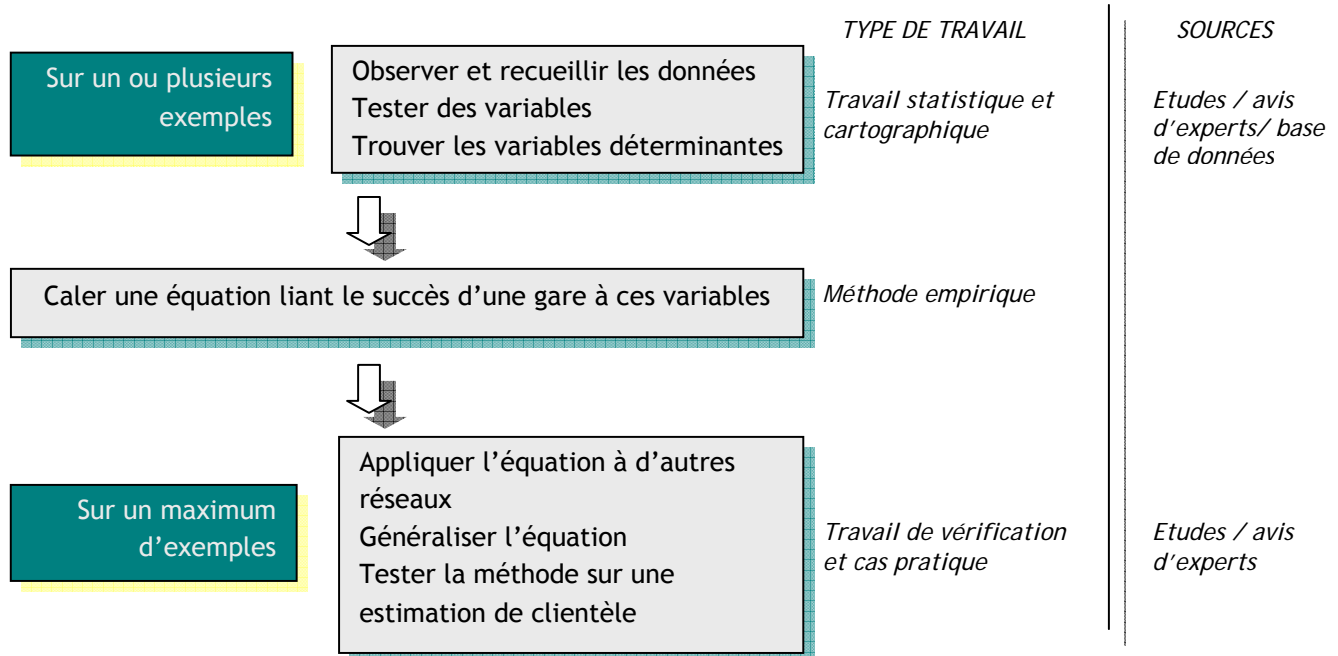 TYPE DE TRAVAIL
SOURCES
Sur un ou plusieurs
exemples
Observer et recueillir les données
Tester des variables
Trouver les variables déterminantes
Travail statistique et
cartographique
Etudes / avis
d’experts/ base
de données
Caler une équation liant le succès d’une gare à ces variables
Méthode empirique
Sur un maximum
d’exemples
Appliquer l’équation à d’autres
réseaux
Généraliser l’équation
Tester la méthode sur une
estimation de clientèle
Travail de vérification
et cas pratique
Etudes / avis
d’experts